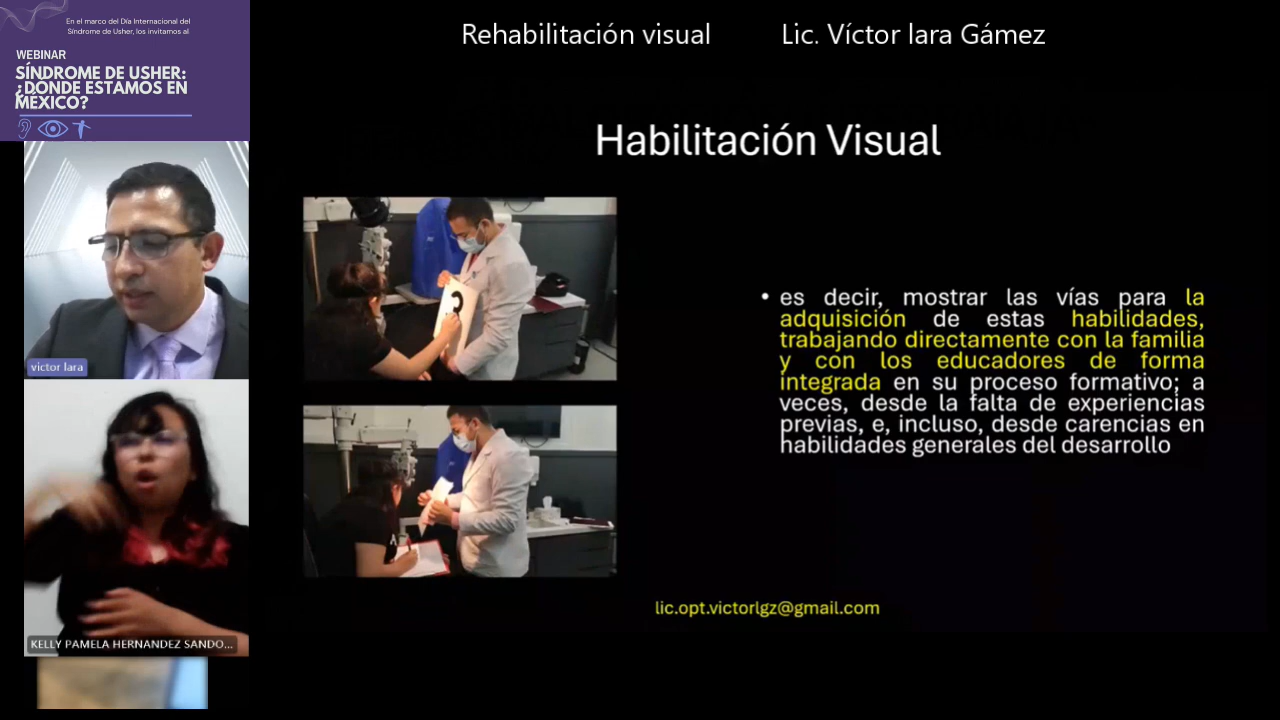 En el marco del Día Internacional del
Síndrome de Usher, los invitamos al
WEBINAR
SÍNDROME DE USHER:
¿DÓNDE ESTAMOS EN
MÉXICO?
Rehabilitación visual Lic. Víctor lara Gámez
Habilitación Visual
• es decir, mostrar las vías para la
adquisición de estas habilidades,
trabajando directamente con la familia
y con los educadores de forma
integrada en su proceso formativo; a
veces, desde la falta de experiencias
previas, e, incluso, desde carencias en
habilidades generales del desarrollo
lic.opt.victorlgz@gmail.com
victor lara
KELLY PAMELA HERNANDEZ SANDO...